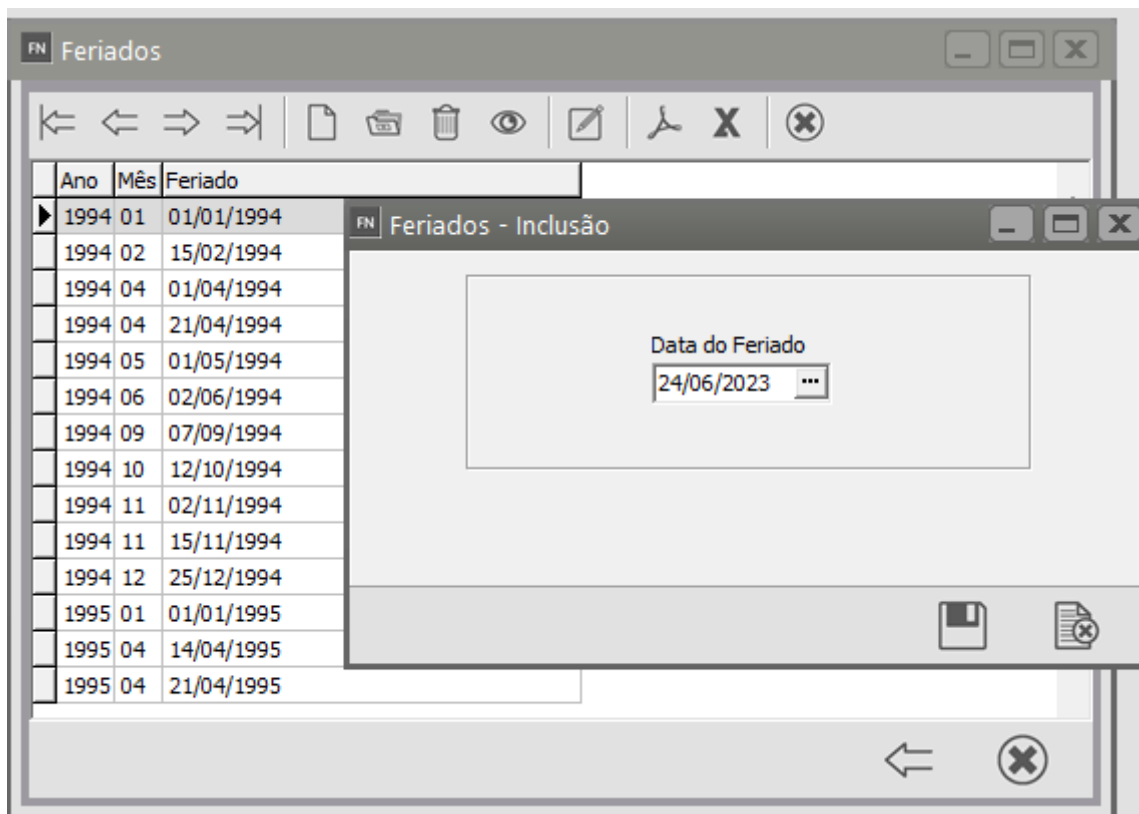 FN Feriados
X
Ano Mês Feriado
1994 01 01/01/1994
1994 02 15/02/1994
1994 04 01/04/1994
1994 04 21/04/1994
1994 05 01/05/1994
1994 06 02/06/1994
1994 09 07/09/1994
1994 10 12/10/1994
1994 11 02/11/1994
1994 11 15/11/1994
1994 12 25/12/1994
1995 01 01/01/1995
1995 04 14/04/1995
1995 04 21/04/1995
FN Feriados - Inclusão
Data do Feriado
24/06/2023 ...